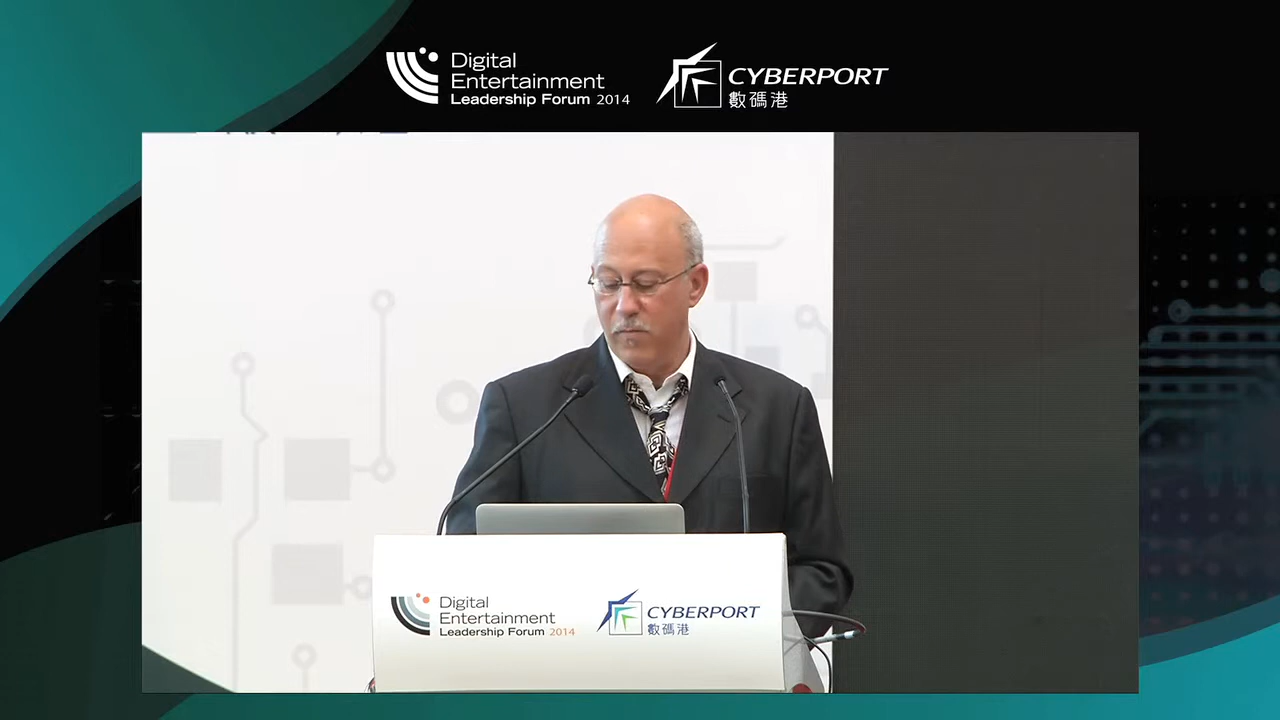 Digital
Entertainment
Leadership Forum 2014
CYBERPORT
數碼港
Digital
Entertainment
Leadership Forum 2014
CYBERPORT
數碼港